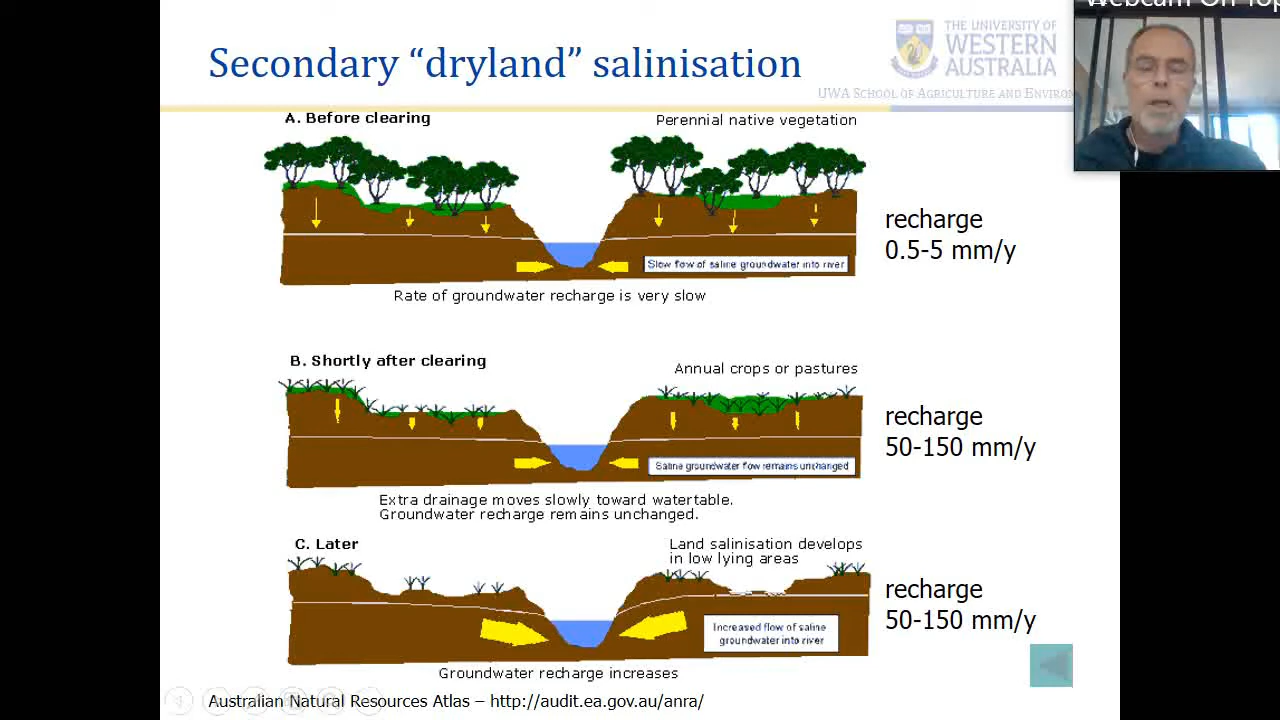 Webcam On Top
Secondary “dryland” salinisation
THE UNIVERSITY OF
WESTERN
AUSTRALIA
UWA SCHOOL OF AGRICULTURE AND ENVIRON
A. Before clearing
Perennial native vegetation
recharge
0.5-5 mm/y
Slow flow of saline groundwater into river
Rate of groundwater recharge is very slow
B. Shortly after clearing
Annual crops or pastures
recharge
50-150 mm/y
Saline groundwater flow remains unchanged
Extra drainage moves slowly toward watertable.
Groundwater recharge remains unchanged.
C. Later
Land salinisation develops
in low lying areas
recharge
50-150 mm/y
Increased flow of saline
groundwater into river
Groundwater recharge increases
Australian Natural Resources Atlas – http://audit.ea.gov.au/anra/